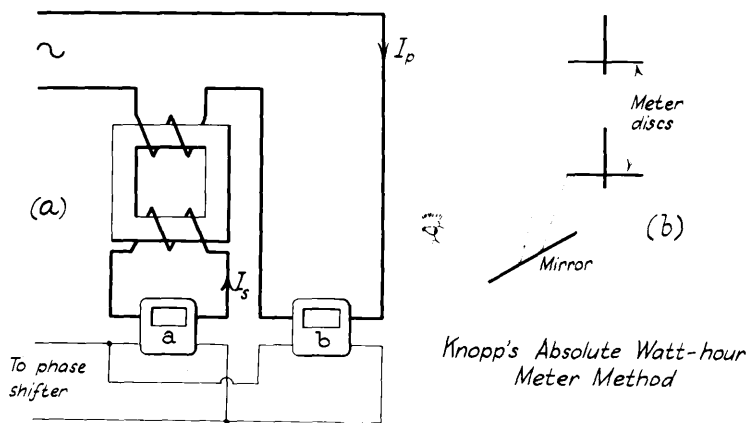 ~
I_p
Meter
discs
(a)
(b)
Mirror
I_s
a
b
To phase
shifter
Knopp's Absolute Watt-hour
Meter Method